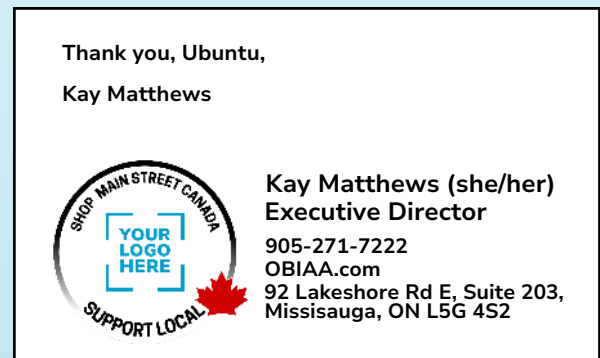 Thank you, Ubuntu,
Kay Matthews
SHOP MAIN STREET CANADA
YOUR
LOGO
HERE
SUPPORT LOCAL
Kay Matthews (she/her)
Executive Director
905-271-7222
OBIAA.com
92 Lakeshore Rd E, Suite 203,
Missisauga, ON L5G 4S2